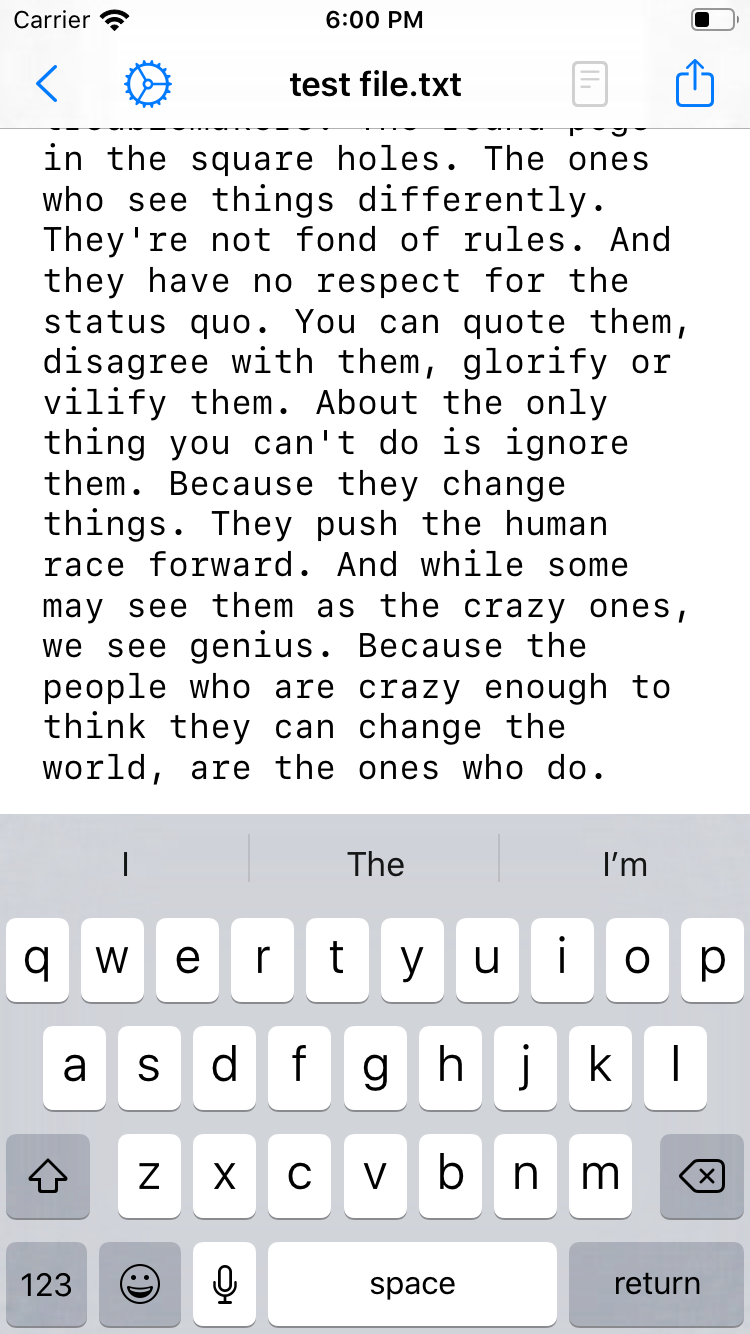 Carrier 6:00 PM
test file.txt
in the square holes. The ones
who see things differently.
They're not fond of rules. And
they have no respect for the
status quo. You can quote them,
disagree with them, glorify or
vilify them. About the only
thing you can't do is ignore
them. Because they change
things. They push the human
race forward. And while some
may see them as the crazy ones,
we see genius. Because the
people who are crazy enough to
think they can change the
world, are the ones who do.
I The I’m
q w e r t y u i o p
a s d f g h j k l
z x c v b n m
123 space return